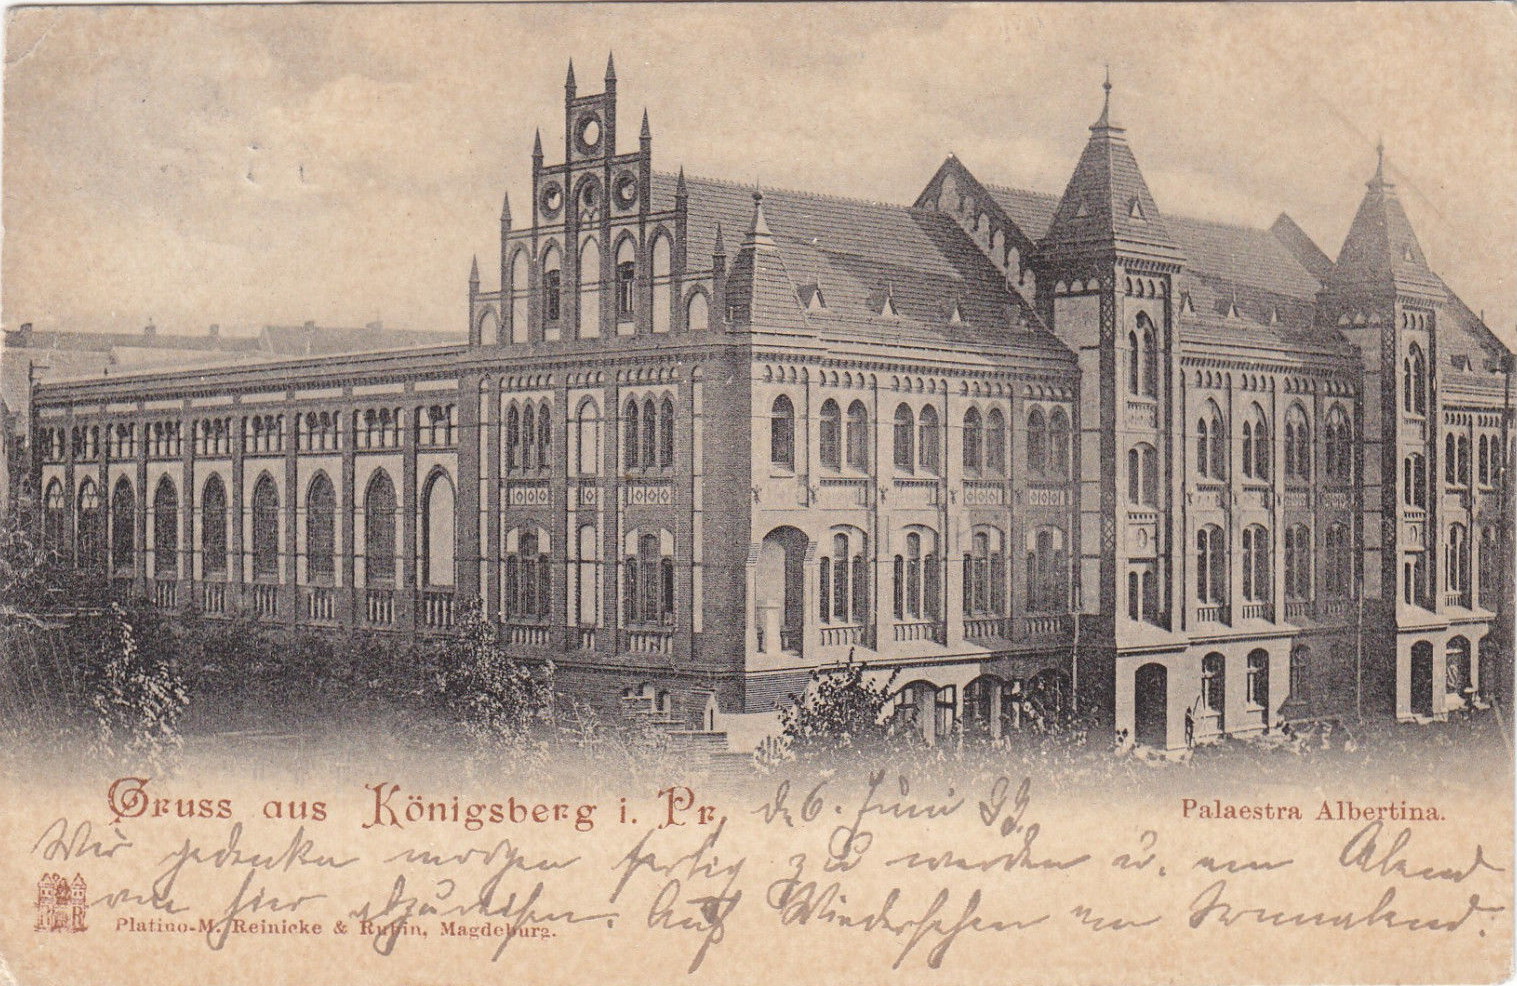 Gruss aus Königsberg i. Pr. d. 6. Juni 99.
Palaestra Albertina.
Wir gedenken morgen fertig zu werden u. am Abend
von hier abzureisen. Auf Wiedersehen am Sonnabend.
Platino-M. Reinicke & Rubin, Magdeburg.